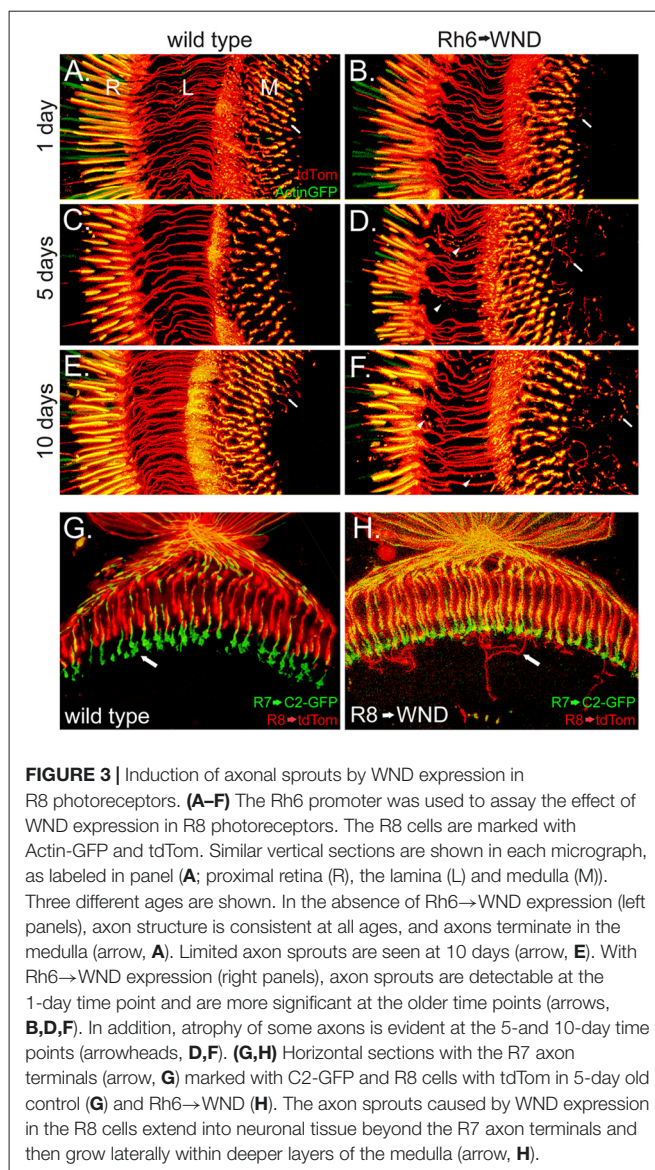 wild type
Rh6→WND
1 day
A.
R
L
M
tdTom
ActinGFP
B.
5 days
C.
D.
10 days
E.
F.
G.
wild type
R7→C2-GFP
R8→tdTom
H.
R8→WND
R7→C2-GFP
R8→tdTom
FIGURE 3 | Induction of axonal sprouts by WND expression in
R8 photoreceptors. (A–F) The Rh6 promoter was used to assay the effect of
WND expression in R8 photoreceptors. The R8 cells are marked with
Actin-GFP and tdTom. Similar vertical sections are shown in each micrograph,
as labeled in panel (A; proximal retina (R), the lamina (L) and medulla (M)).
Three different ages are shown. In the absence of Rh6→WND expression (left
panels), axon structure is consistent at all ages, and axons terminate in the
medulla (arrow, A). Limited axon sprouts are seen at 10 days (arrow, E). With
Rh6→WND expression (right panels), axon sprouts are detectable at the
1-day time point and are more significant at the older time points (arrows,
B,D,F). In addition, atrophy of some axons is evident at the 5-and 10-day time
points (arrowheads, D,F). (G,H) Horizontal sections with the R7 axon
terminals (arrow, G) marked with C2-GFP and R8 cells with tdTom in 5-day old
control (G) and Rh6→WND (H). The axon sprouts caused by WND expression
in the R8 cells extend into neuronal tissue beyond the R7 axon terminals and
then grow laterally within deeper layers of the medulla (arrow, H).